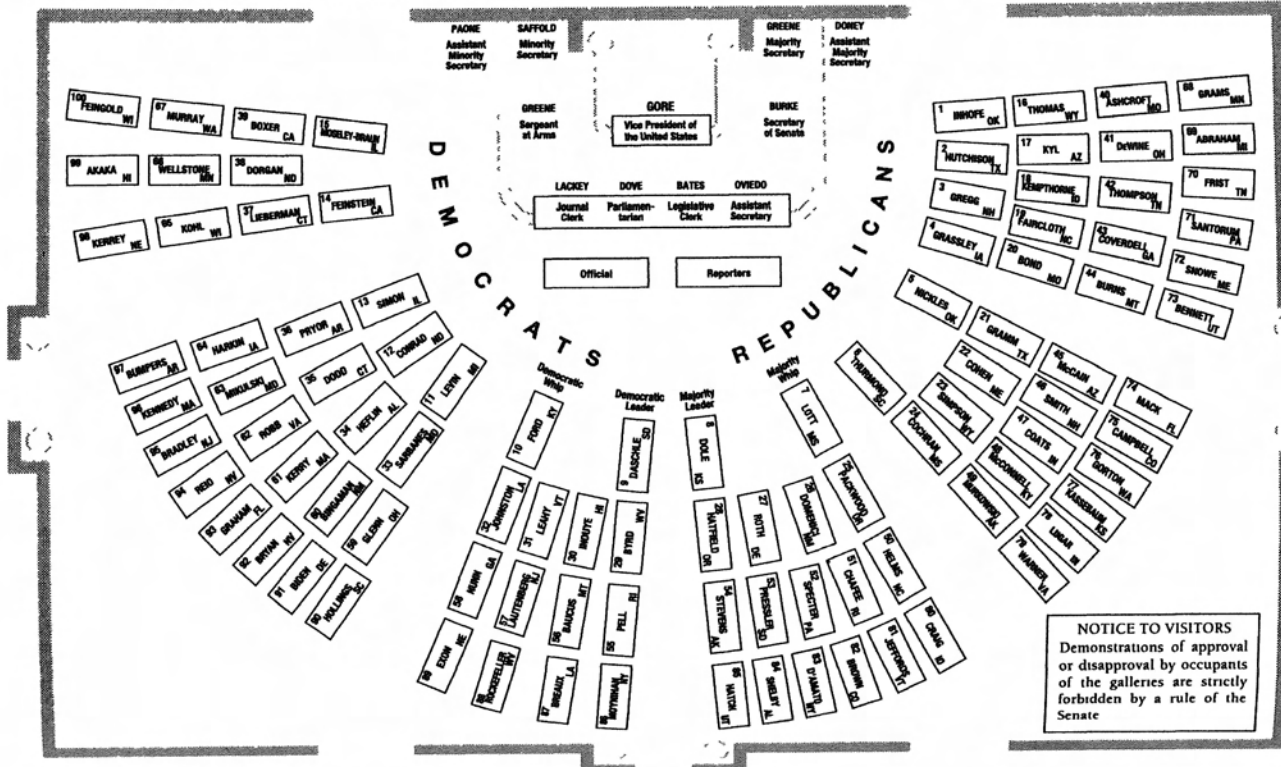 PAONE
Assistant
Minority
Secretary
SAFFOLD
Minority
Secretary
GREENE
Majority
Secretary
DONEY
Assistant
Majority
Secretary
GREENE
Sergeant
at Arms
GORE
Vice President of
the United States
BURKE
Secretary
of Senate
LACKEY
Journal
Clerk
DOVE
Parliamen-
tarian
BATES
Legislative
Clerk
OVIEDO
Assistant
Secretary
Official
Reporters
DEMOCRATS
REPUBLICANS
100 FEINGOLD WI
67 MURRAY WA
39 BOXER CA
15 MOSELEY-BRAUN IL
99 AKAKA HI
66 WELLSTONE MN
38 DORGAN ND
98 KERREY NE
65 KOHL WI
37 LIEBERMAN CT
14 FEINSTEIN CA
97 BUMPERS AR
64 HARKIN IA
36 PRYOR AR
13 SIMON IL
96 KENNEDY MA
63 MIKULSKI MD
35 DODD CT
12 CONRAD ND
95 BRADLEY NJ
62 ROBB VA
34 HEFLIN AL
11 LEVIN MI
94 REID NV
61 KERRY MA
33 SARBANES MD
93 GRAHAM FL
60 BINGAMAN NM
92 BRYAN NV
59 GLENN OH
91 BIDEN DE
90 HOLLINGS SC
Democratic
Whip
10 FORD KY
Democratic
Leader
9 DASCHLE SD
32 JOHNSTON LA
31 LEAHY VT
30 INOUYE HI
29 BYRD WV
58 NUNN GA
57 LAUTENBERG NJ
56 BAUCUS MT
55 PELL RI
89 EXON NE
88 ROCKEFELLER WV
87 BREAUX LA
86 MOYNIHAN NY
Majority
Leader
8 DOLE KS
Majority
Whip
7 LOTT MS
28 HATFIELD OR
27 ROTH DE
26 DOMENICI NM
25 PACKWOOD OR
54 STEVENS AK
53 PRESSLER SD
52 SPECTER PA
51 CHAFEE RI
50 HELMS NC
85 HATCH UT
84 SHELBY AL
83 D'AMATO NY
82 BROWN CO
81 JEFFORDS VT
80 CRAIG ID
1 INHOFE OK
16 THOMAS WY
40 ASHCROFT MO
68 GRAMS MN
2 HUTCHISON TX
17 KYL AZ
41 DeWINE OH
69 ABRAHAM MI
3 GREGG NH
18 KEMPTHORNE ID
42 THOMPSON TN
70 FRIST TN
4 GRASSLEY IA
19 FAIRCLOTH NC
43 COVERDELL GA
71 SANTORUM PA
20 BOND MO
44 BURNS MT
72 SNOWE ME
73 BENNETT UT
5 NICKLES OK
21 GRAMM TX
45 McCAIN AZ
74 MACK FL
6 THURMOND SC
22 COHEN ME
46 SMITH NH
75 CAMPBELL CO
23 SIMPSON WY
47 COATS IN
76 GORTON WA
24 COCHRAN MS
48 McCONNELL KY
77 KASSEBAUM KS
49 MURKOWSKI AK
78 LUGAR IN
79 WARNER VA
NOTICE TO VISITORS
Demonstrations of approval
or disapproval by occupants
of the galleries are strictly
forbidden by a rule of the
Senate